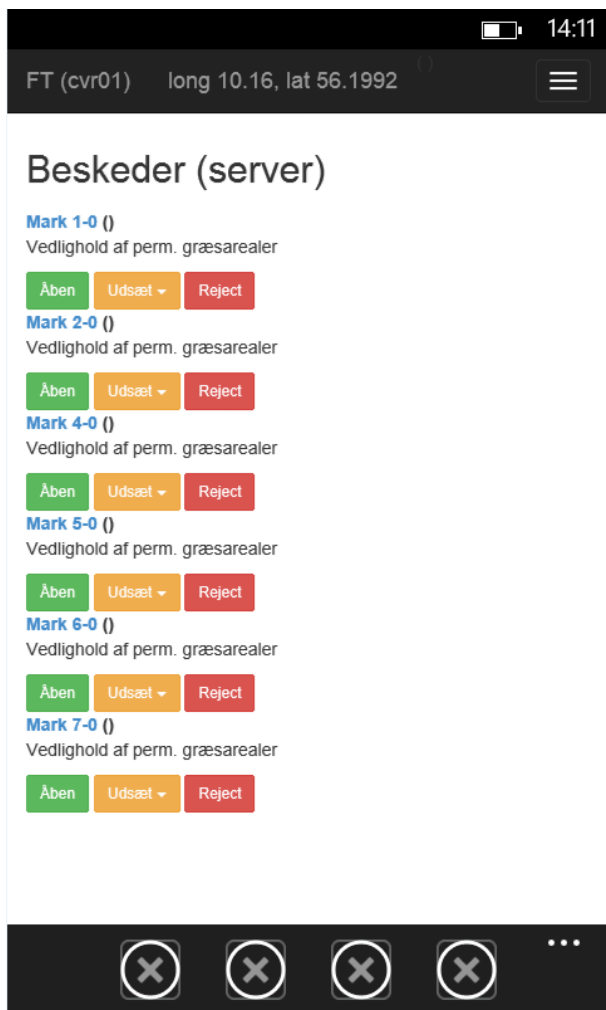 14:11
FT (cvr01) long 10.16, lat 56.1992 ()
Beskeder (server)
Mark 1-0 ()
Vedlighold af perm. græsarealer
Åben Udsæt Reject
Mark 2-0 ()
Vedlighold af perm. græsarealer
Åben Udsæt Reject
Mark 4-0 ()
Vedlighold af perm. græsarealer
Åben Udsæt Reject
Mark 5-0 ()
Vedlighold af perm. græsarealer
Åben Udsæt Reject
Mark 6-0 ()
Vedlighold af perm. græsarealer
Åben Udsæt Reject
Mark 7-0 ()
Vedlighold af perm. græsarealer
Åben Udsæt Reject